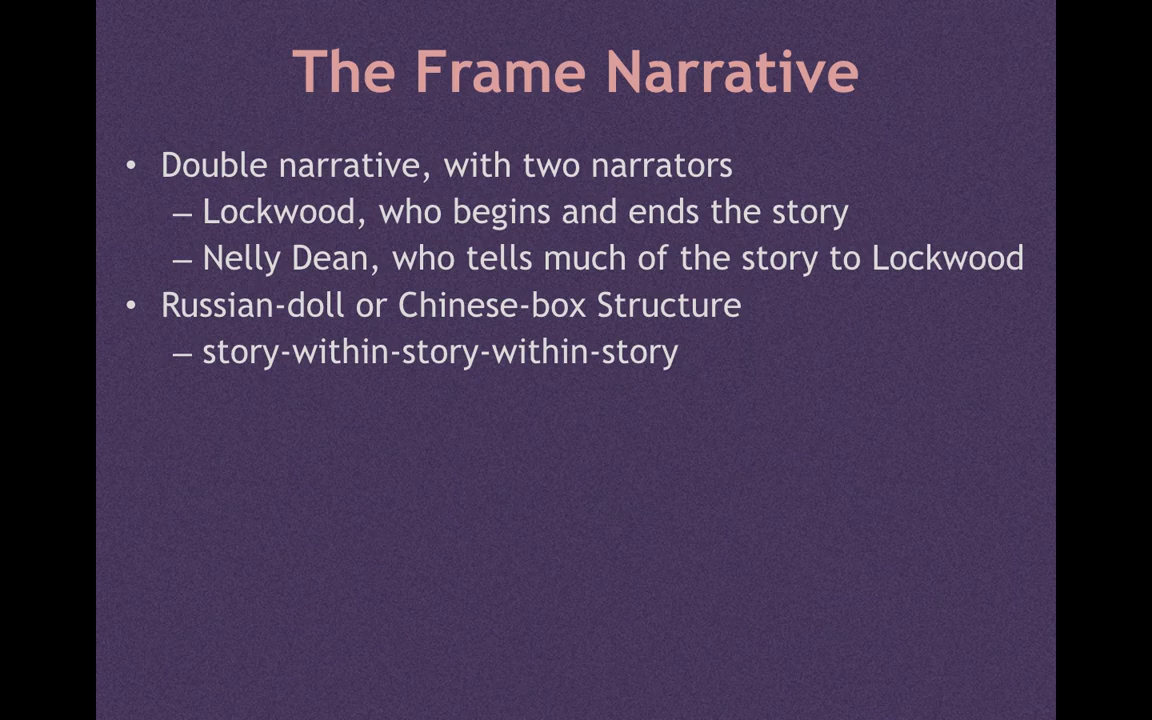 The Frame Narrative
• Double narrative, with two narrators
– Lockwood, who begins and ends the story
– Nelly Dean, who tells much of the story to Lockwood
• Russian-doll or Chinese-box Structure
– story-within-story-within-story